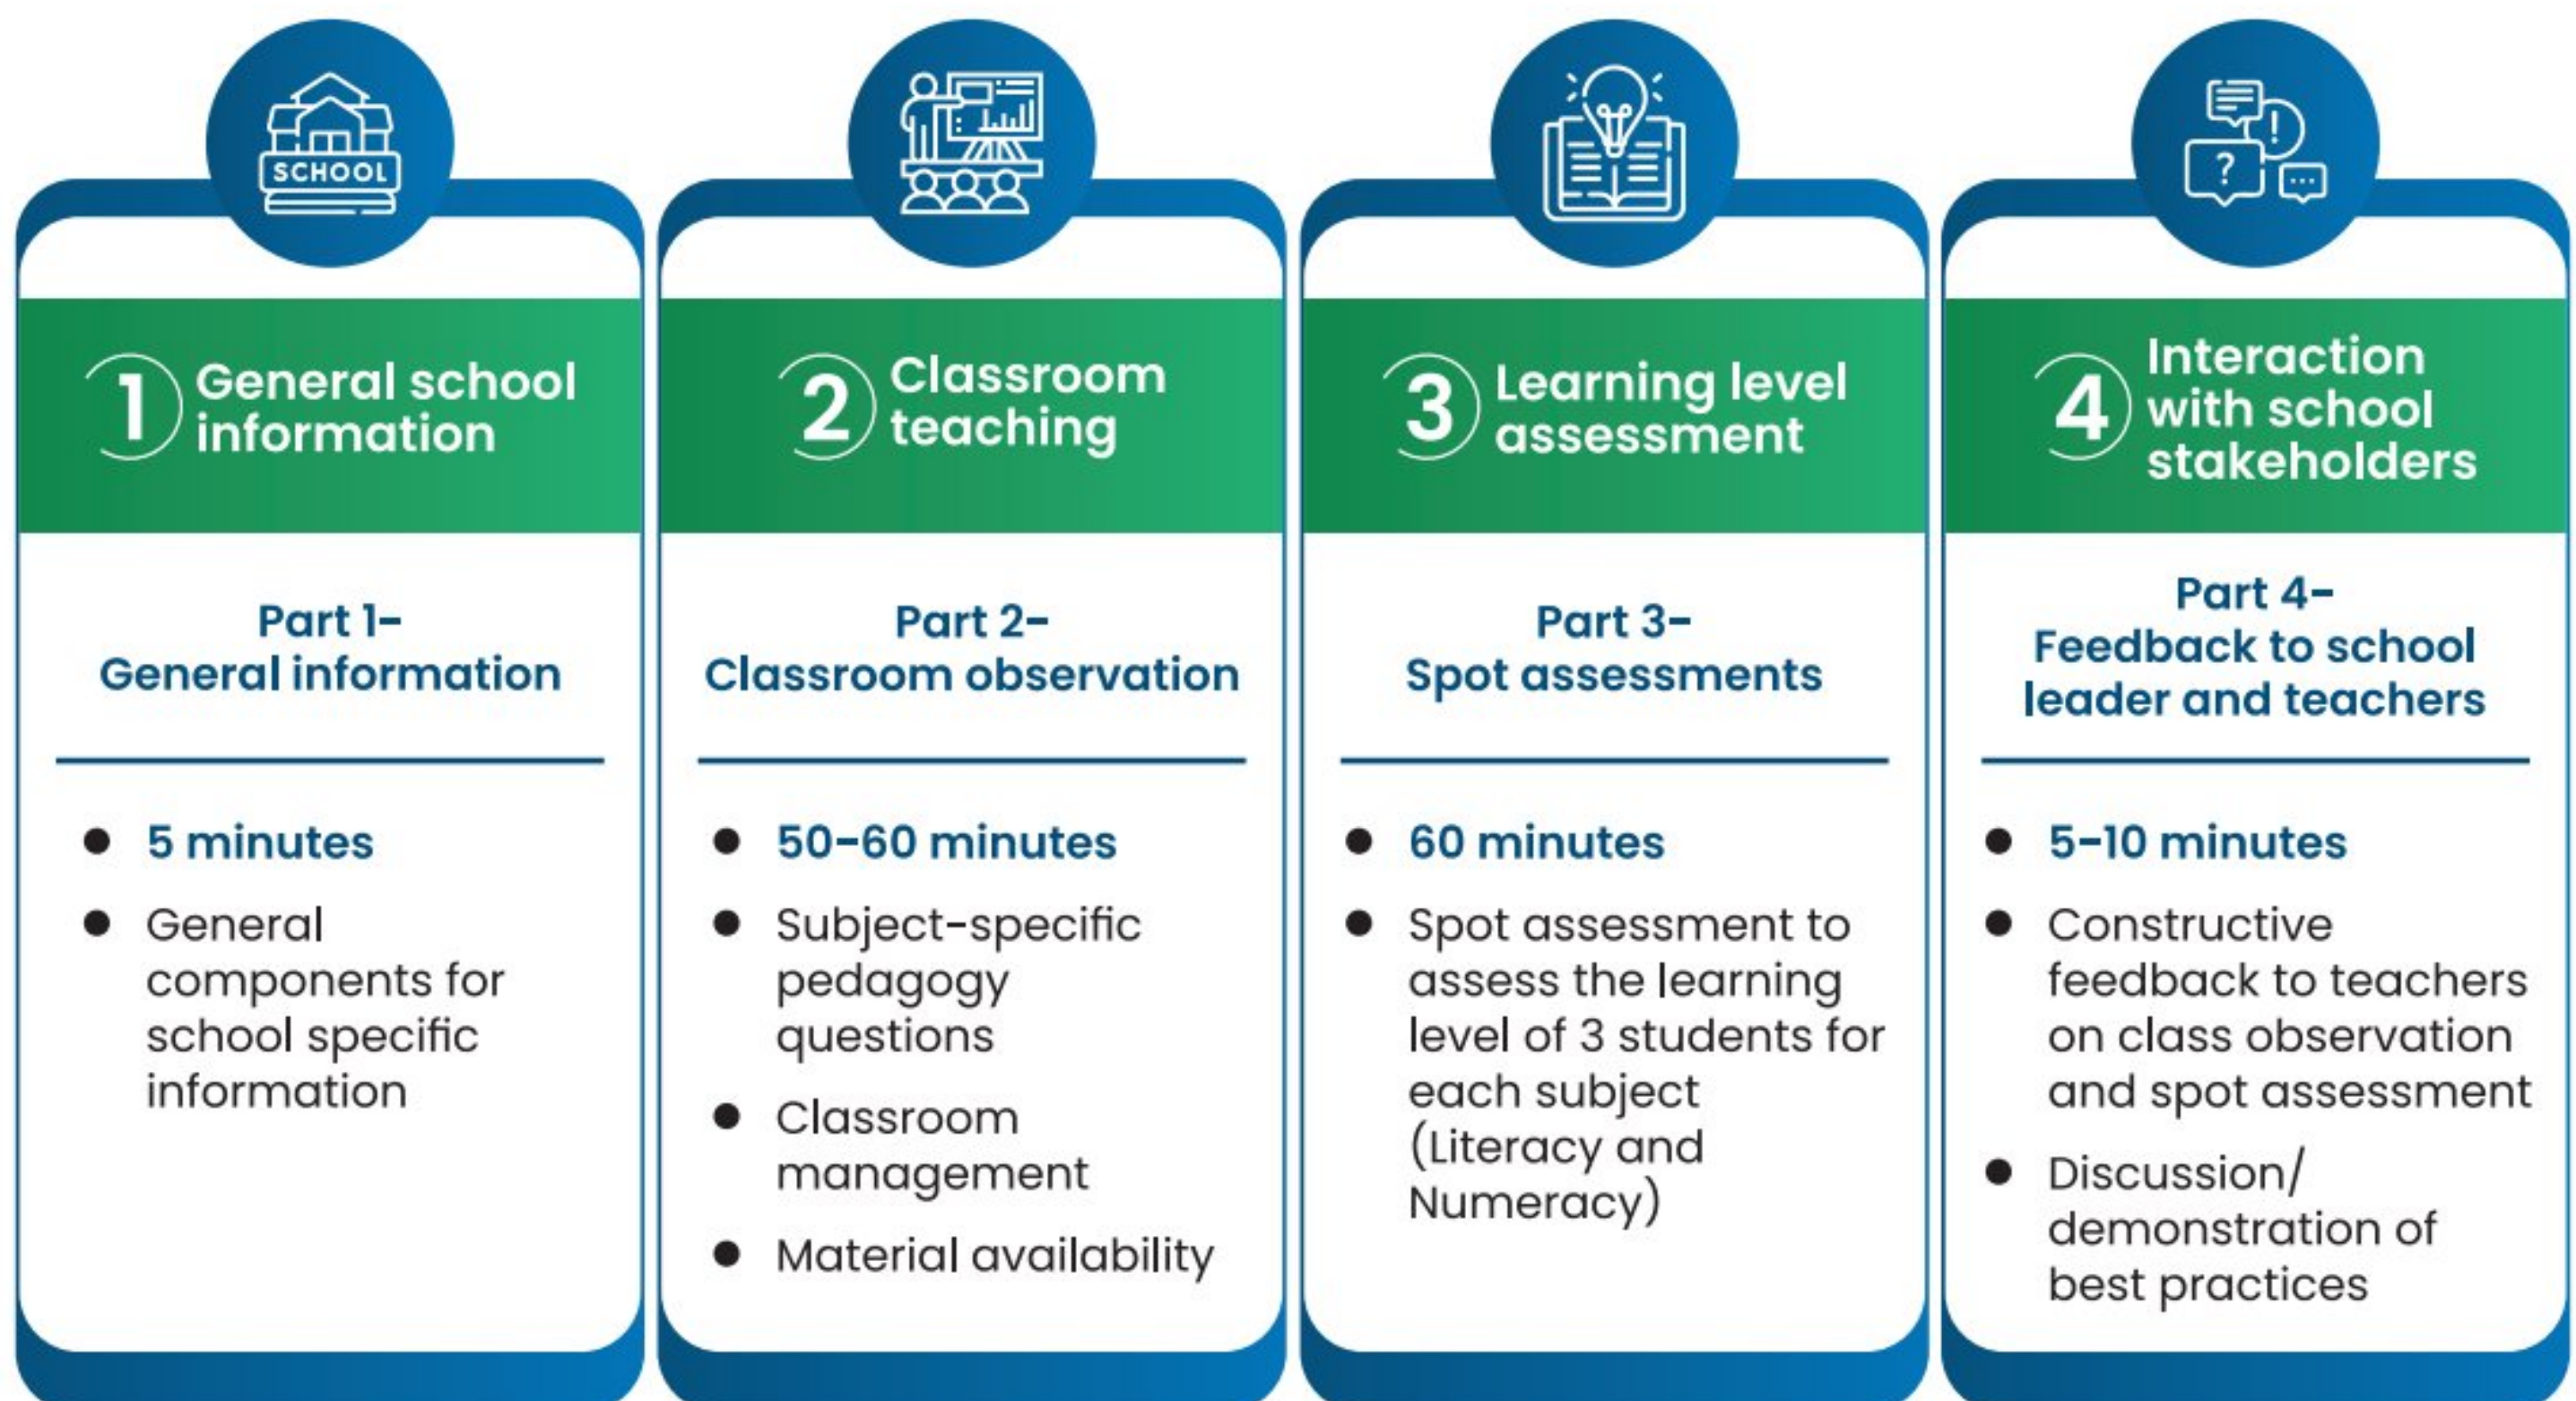 SCHOOL
1
General school
information
Part 1-
General information
5 minutes
General
components for
school specific
information
2
Classroom
teaching
Part 2-
Classroom observation
50-60 minutes
Subject-specific
pedagogy
questions
Classroom
management
Material availability
3
Learning level
assessment
Part 3-
Spot assessments
60 minutes
Spot assessment to
assess the learning
level of 3 students for
each subject
(Literacy and
Numeracy)
4
Interaction
with school
stakeholders
Part 4-
Feedback to school
leader and teachers
5-10 minutes
Constructive
feedback to teachers
on class observation
and spot assessment
Discussion/
demonstration of
best practices